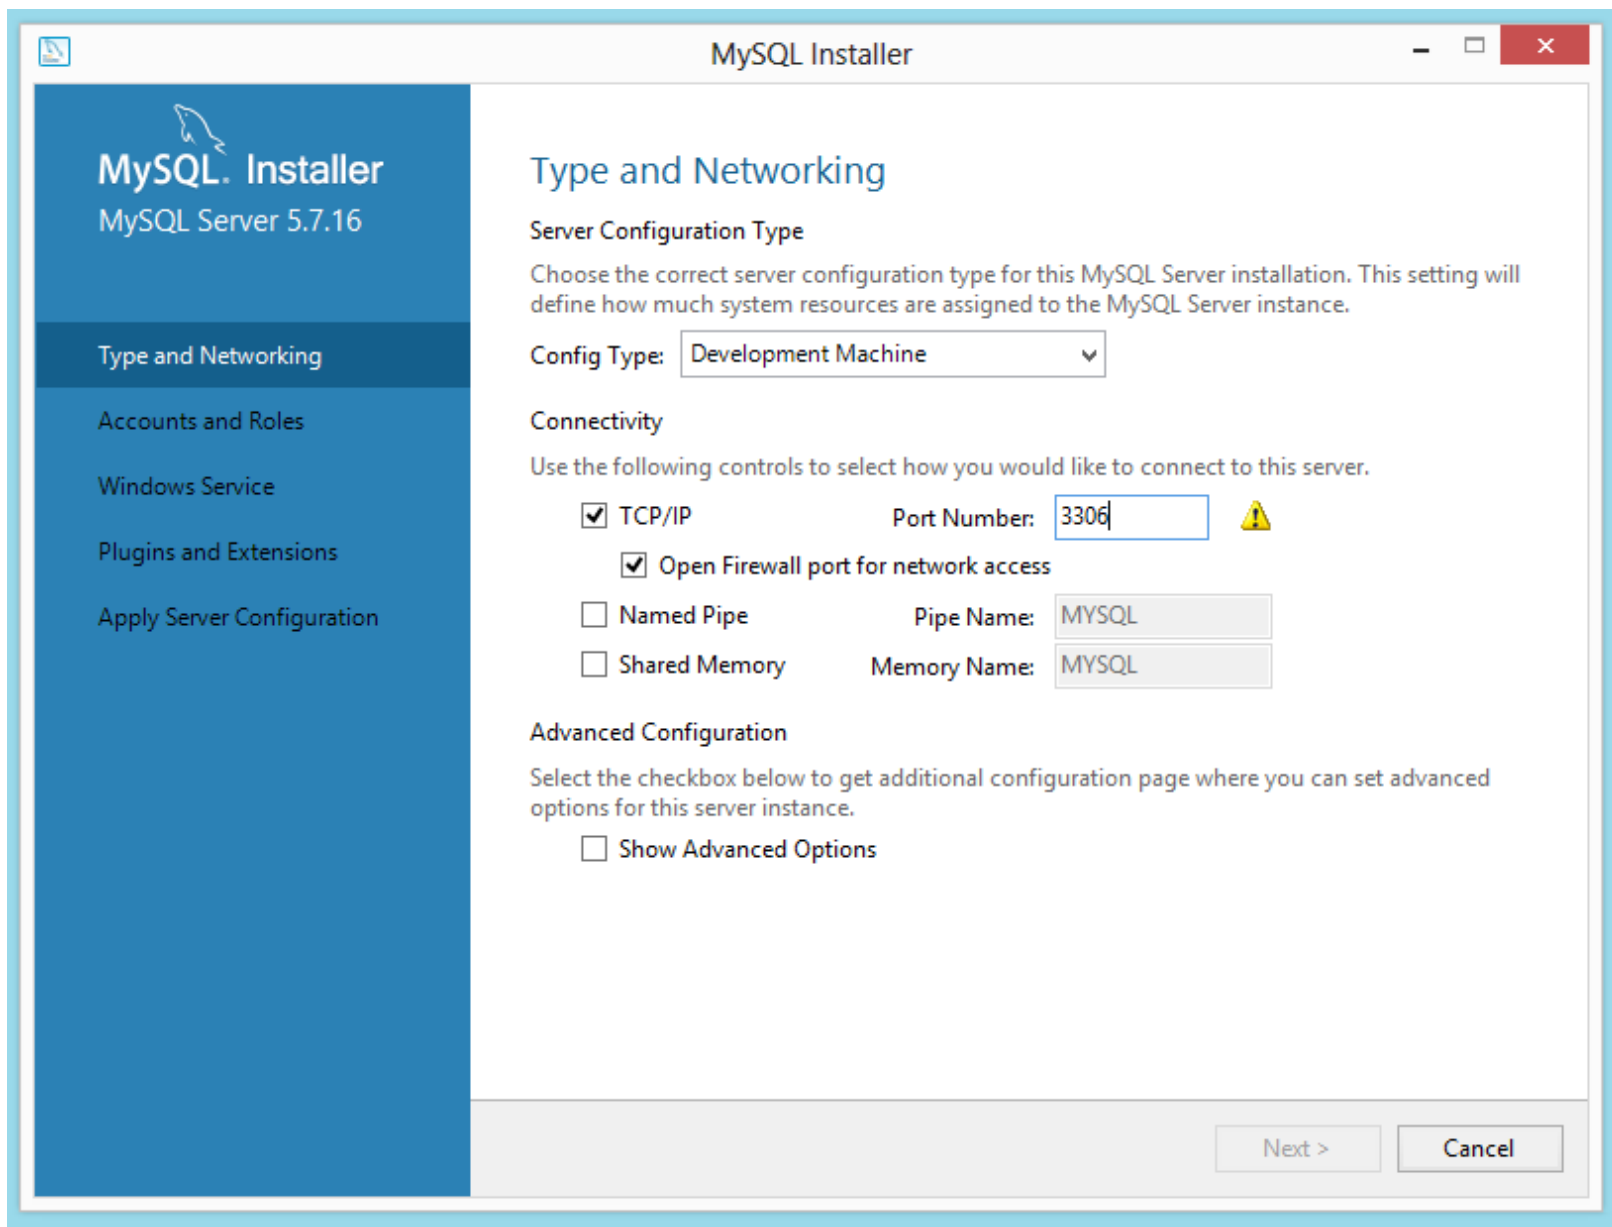 MySQL Installer
MySQL. Installer
MySQL Server 5.7.16
Type and Networking
Accounts and Roles
Windows Service
Plugins and Extensions
Apply Server Configuration
Type and Networking
Server Configuration Type
Choose the correct server configuration type for this MySQL Server installation. This setting will
define how much system resources are assigned to the MySQL Server instance.
Config Type: Development Machine
Connectivity
Use the following controls to select how you would like to connect to this server.
TCP/IP Port Number: 3306
Open Firewall port for network access
Named Pipe Pipe Name: MYSQL
Shared Memory Memory Name: MYSQL
Advanced Configuration
Select the checkbox below to get additional configuration page where you can set advanced
options for this server instance.
Show Advanced Options
Next > Cancel